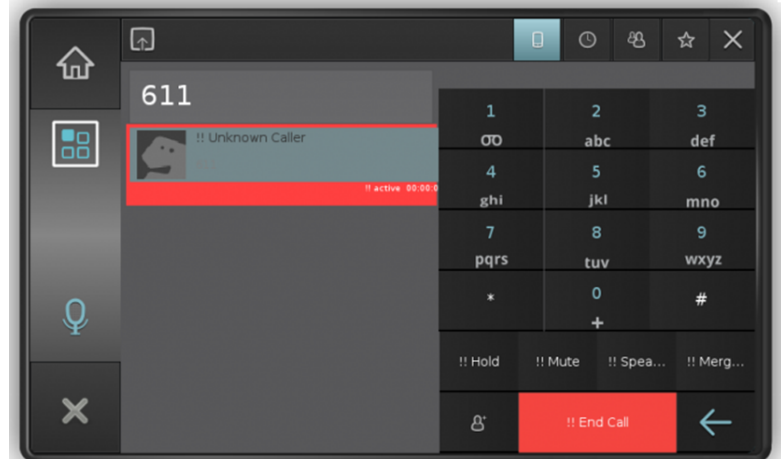 611
!! Unknown Caller
!! active 00:00:0
1 2 3
abc def
4 5 6
ghi jkl mno
7 8 9
pqrs tuv wxyz
* 0 #
+
!! Hold !! Mute !! Spea... !! Merg...
!! End Call